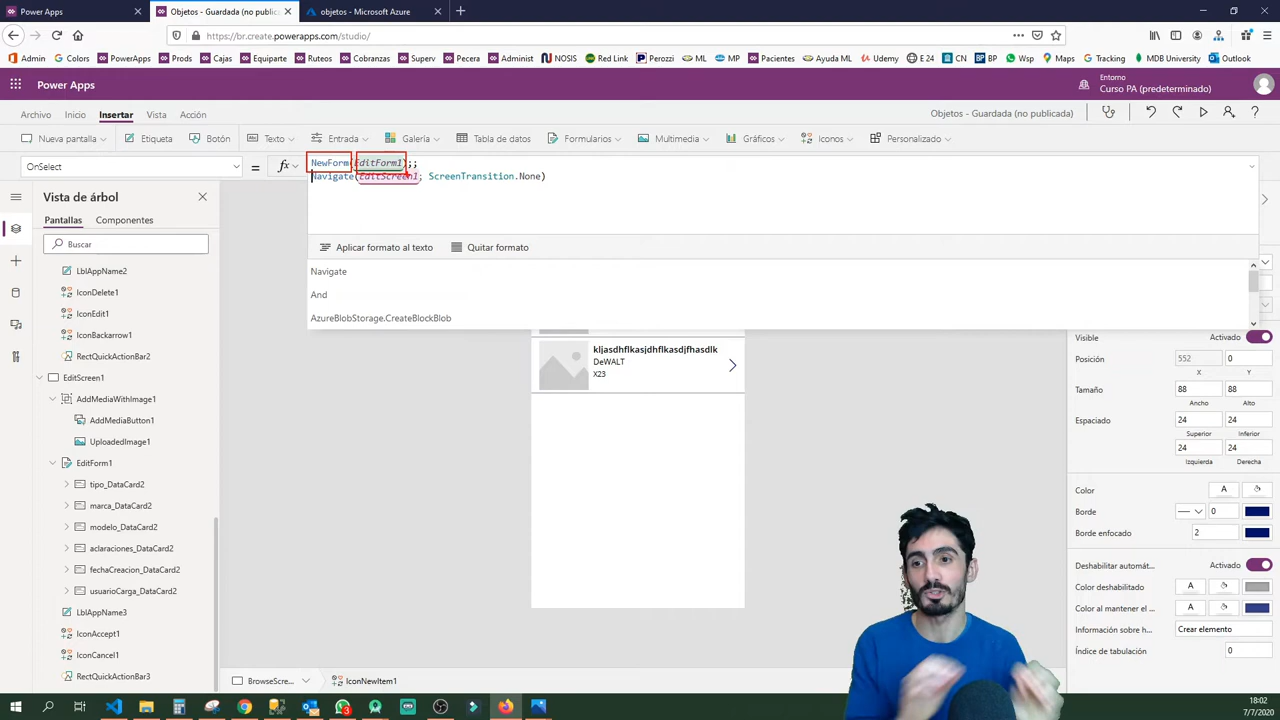 Power Apps
Objetos - Guardada (no publica
objetos - Microsoft Azure
https://br.create.powerapps.com/studio/
Admin
Colors
PowerApps
Prods
Cajas
Equiparte
Ruteos
Cobranzas
Superv
Pecera
Administ
NOSIS
Red Link
Perozzi
ML
MP
Pacientes
Ayuda ML
Udemy
E 24
CN
BP
Wsp
Maps
Tracking
MDB University
Outlook
Power Apps
Entorno
Curso PA (predeterminado)
Archivo Inicio Insertar Vista Acción
Objetos - Guardada (no publicada)
Nueva pantalla Etiqueta Botón Text Entrada Galería Tabla de datos Formularios Multimedia Gráficos Iconos Personalizado
OnSelect = fx NewForm(EditForm1);;
Navigate(EditScreen1; ScreenTransition.None)
Vista de árbol
Pantallas Componentes
Buscar
Aplicar formato al texto Quitar formato
Navigate
And
AzureBlobStorage.CreateBlockBlob
LblAppName2
IconDelete1
IconEdit1
IconBackarrow1
RectQuickActionBar2
EditScreen1
AddMediaWithImage1
AddMediaButton1
UploadedImage1
EditForm1
tipo_DataCard2
marca_DataCard2
modelo_DataCard2
aclaraciones_DataCard2
fechaCreacion_DataCard2
usuarioCarga_DataCard2
LblAppName3
IconAccept1
IconCancel1
RectQuickActionBar3
kljasdhflkasjdhflkasdjfhasdlk
DeWALT
X23
Visible Activado
Posición 552 0
X Y
Tamaño 88 88
Ancho Alto
Espaciado 24 24
Superior Inferior
24 24
Izquierda Derecha
Color A
Borde 0
Borde enfocado 2
Deshabilitar automát... Activado
Color deshabilitado A
Color al mantener el ... A
Información sobre h... Crear elemento
Índice de tabulación 0
BrowseScre... IconNewItem1
18:02
7/7/2020